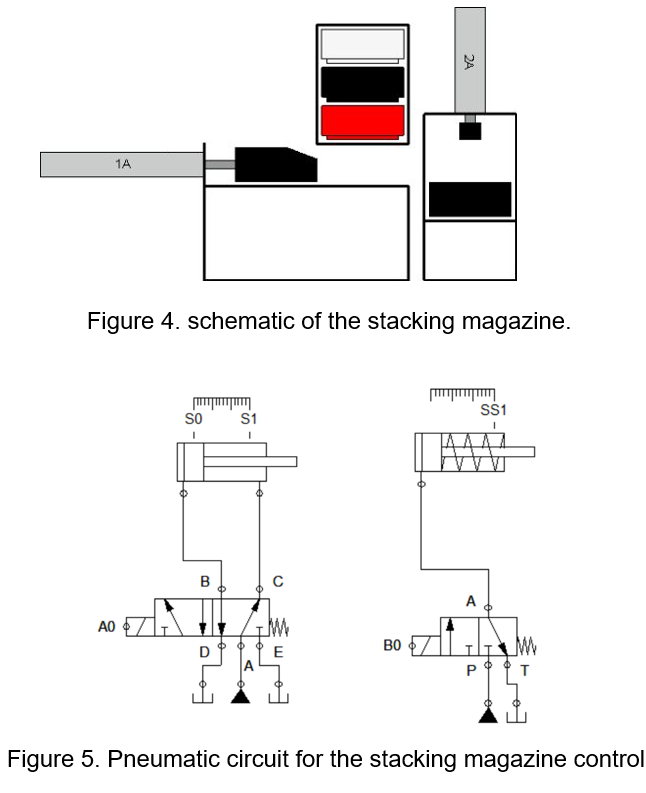 2A
1A
Figure 4. schematic of the stacking magazine.
S0 S1
SS1
B C
A0
D A E
A
B0
P T
Figure 5. Pneumatic circuit for the stacking magazine control